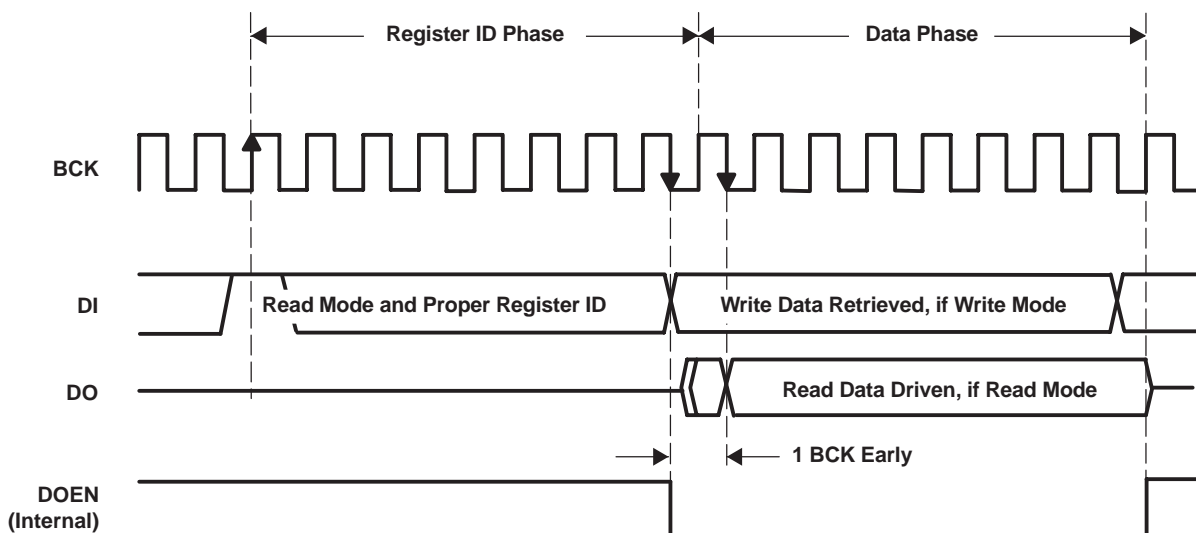 Register ID Phase
Data Phase
BCK
DI
Read Mode and Proper Register ID
Write Data Retrieved, if Write Mode
DO
Read Data Driven, if Read Mode
1 BCK Early
DOEN
(Internal)